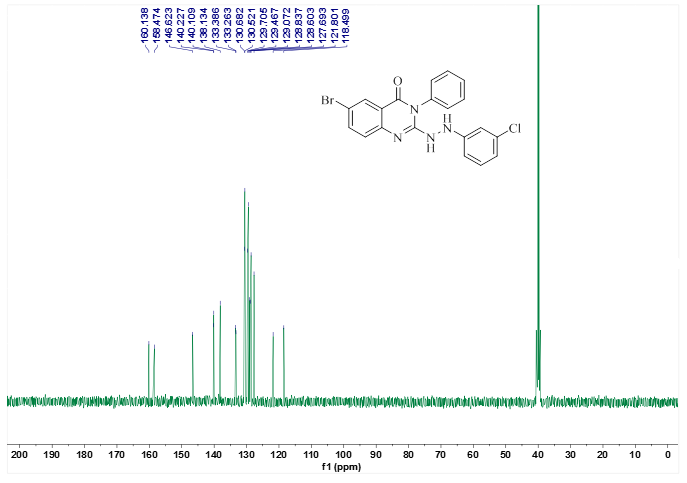 160.138
158.474
146.623
140.227
140.109
138.134
133.386
133.263
130.682
130.521
129.705
129.467
129.072
128.837
128.603
127.693
121.801
118.499
O
Br
N
H
N
Cl
N
N
H
200 190 180 170 160 150 140 130 120 110 100 90 80 70 60 50 40 30 20 10 0
f1 (ppm)